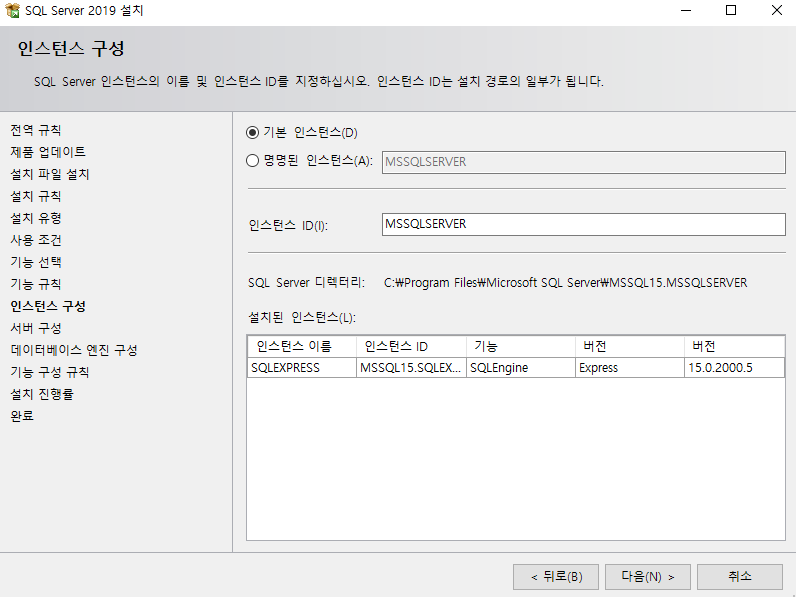 SQL Server 2019 설치
인스턴스 구성
SQL Server 인스턴스의 이름 및 인스턴스 ID를 지정하십시오. 인스턴스 ID는 설치 경로의 일부가 됩니다.
전역 규칙
제품 업데이트
설치 파일 설치
설치 규칙
설치 유형
사용 조건
기능 선택
기능 규칙
인스턴스 구성
서버 구성
데이터베이스 엔진 구성
기능 구성 규칙
설치 진행률
완료
기본 인스턴스(D)
명명된 인스턴스(A): MSSQLSERVER
인스턴스 ID(I): MSSQLSERVER
SQL Server 디렉터리: C:₩Program Files₩Microsoft SQL Server₩MSSQL15.MSSQLSERVER
설치된 인스턴스(L):
인스턴스 이름 인스턴스 ID 기능 버전 버전
SQLEXPRESS MSSQL15.SQLEX... SQLEngine Express 15.0.2000.5
< 뒤로(B) 다음(N) > 취소